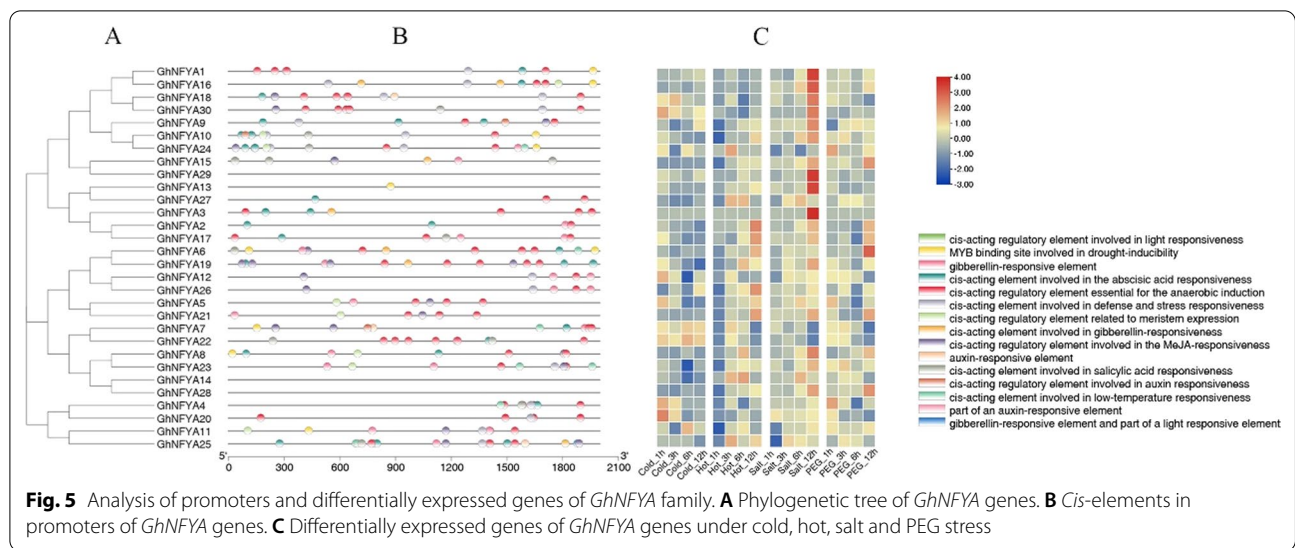 A B C
GhNFYA1
GhNFYA16
GhNFYA18
GhNFYA30
GhNFYA9
GhNFYA10
GhNFYA24
GhNFYA15
GhNFYA29
GhNFYA13
GhNFYA27
GhNFYA3
GhNFYA2
GhNFYA17
GhNFYA6
GhNFYA19
GhNFYA12
GhNFYA26
GhNFYA5
GhNFYA21
GhNFYA7
GhNFYA22
GhNFYA8
GhNFYA23
GhNFYA14
GhNFYA28
GhNFYA4
GhNFYA20
GhNFYA11
GhNFYA25
5' 3'
0 300 600 900 1200 1500 1800 2100
Cold_1h Cold_3h Cold_6h Cold_12h Hot_1h Hot_3h Hot_6h Hot_12h Salt_1h Salt_3h Salt_6h Salt_12h PEG_1h PEG_3h PEG_6h PEG_12h
4.00
3.00
2.00
1.00
0.00
-1.00
-2.00
-3.00
cis-acting regulatory element involved in light responsiveness
MYB binding site involved in drought-inducibility
gibberellin-responsive element
cis-acting element involved in the abscisic acid responsiveness
cis-acting regulatory element essential for the anaerobic induction
cis-acting element involved in defense and stress responsiveness
cis-acting regulatory element related to meristem expression
cis-acting element involved in gibberellin-responsiveness
cis-acting regulatory element involved in the MeJA-responsiveness
auxin-responsive element
cis-acting element involved in salicylic acid responsiveness
cis-acting regulatory element involved in auxin responsiveness
cis-acting element involved in low-temperature responsiveness
part of an auxin-responsive element
gibberellin-responsive element and part of a light responsive element
Fig. 5 Analysis of promoters and differentially expressed genes of GhNFYA family. A Phylogenetic tree of GhNFYA genes. B Cis-elements in
promoters of GhNFYA genes. C Differentially expressed genes of GhNFYA genes under cold, hot, salt and PEG stress